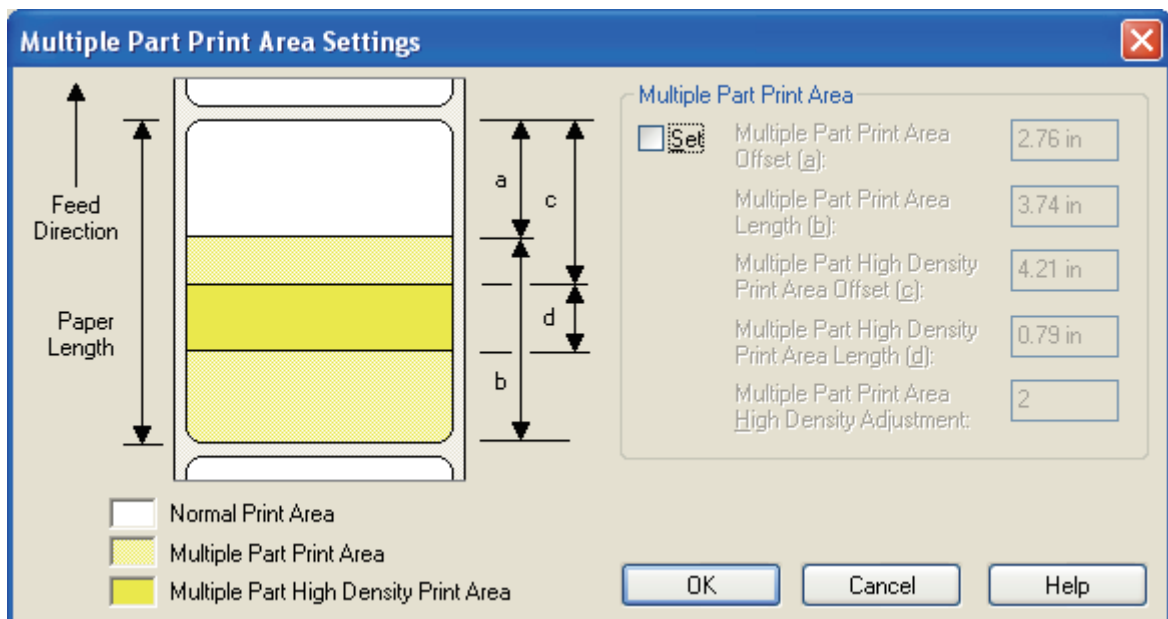 Multiple Part Print Area Settings
Feed
Direction
Paper
Length
a
c
d
b
Normal Print Area
Multiple Part Print Area
Multiple Part High Density Print Area
Multiple Part Print Area
Set
Multiple Part Print Area
Offset (a):
2.76 in
Multiple Part Print Area
Length (b):
3.74 in
Multiple Part High Density
Print Area Offset (c):
4.21 in
Multiple Part High Density
Print Area Length (d):
0.79 in
Multiple Part Print Area
High Density Adjustment:
2
OK
Cancel
Help